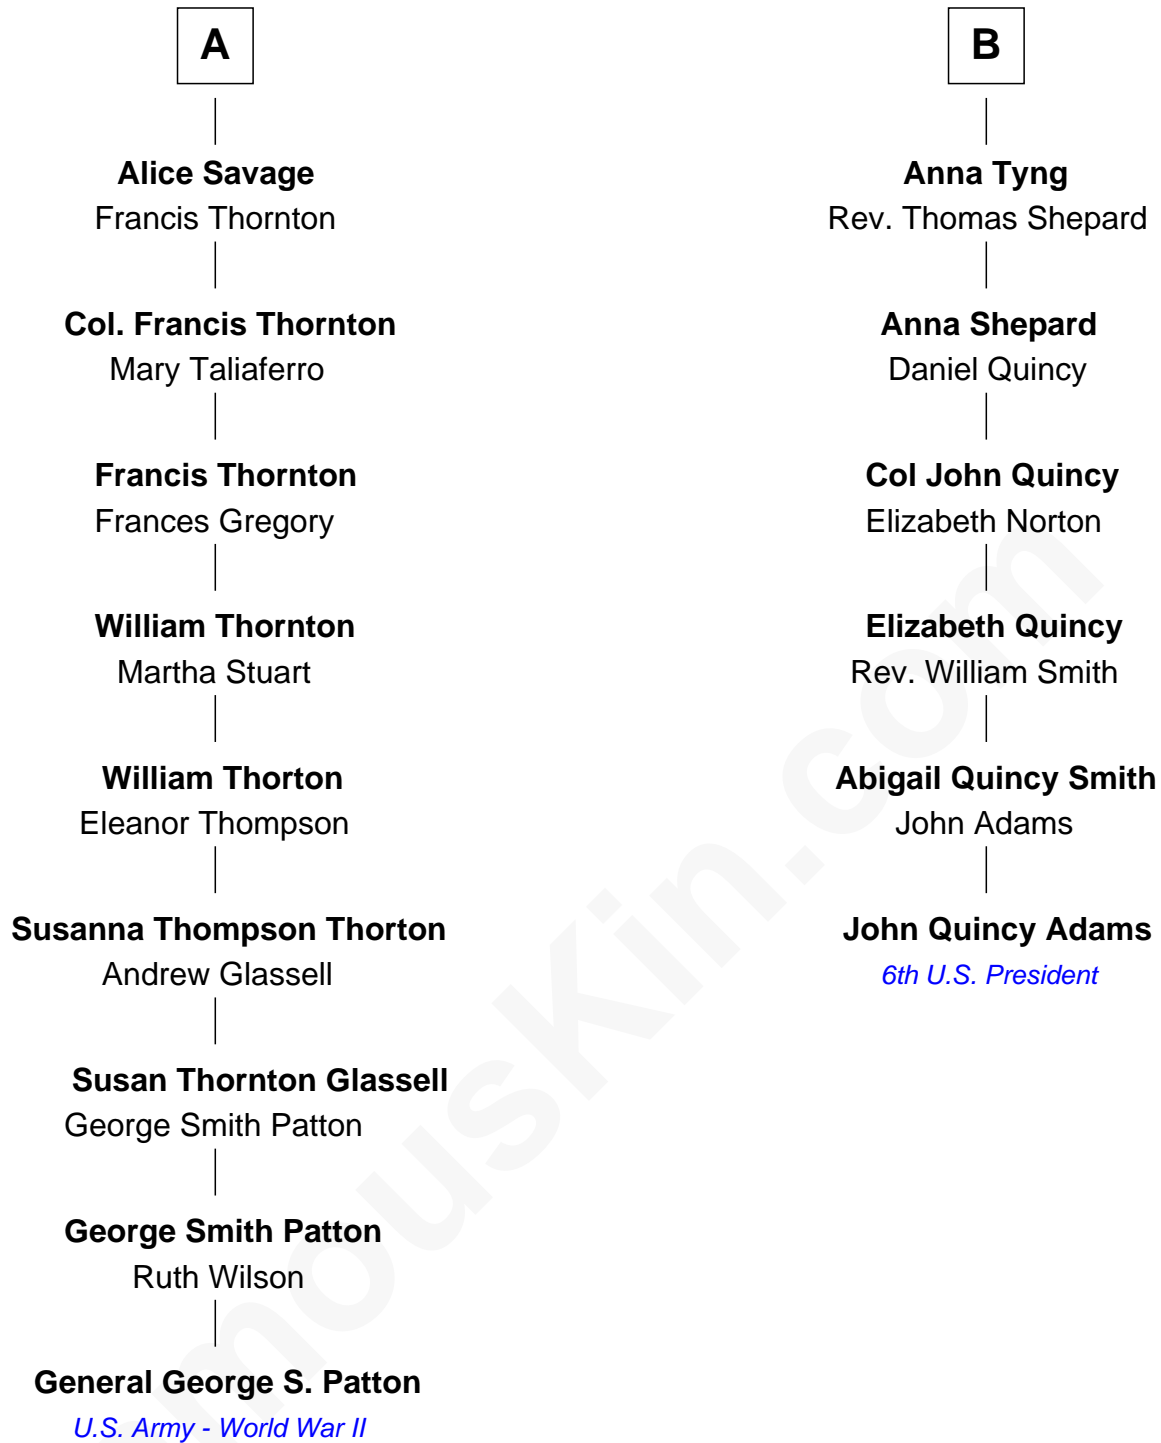 A
Alice Savage
Francis Thornton
Col. Francis Thornton
Mary Taliaferro
Francis Thornton
Frances Gregory
William Thornton
Martha Stuart
William Thorton
Eleanor Thompson
Susanna Thompson Thorton
Andrew Glassell
Susan Thornton Glassell
George Smith Patton
George Smith Patton
Ruth Wilson
General George S. Patton
U.S. Army - World War II
B
Anna Tyng
Rev. Thomas Shepard
Anna Shepard
Daniel Quincy
Col John Quincy
Elizabeth Norton
Elizabeth Quincy
Rev. William Smith
Abigail Quincy Smith
John Adams
John Quincy Adams
6th U.S. President
mousKin.com